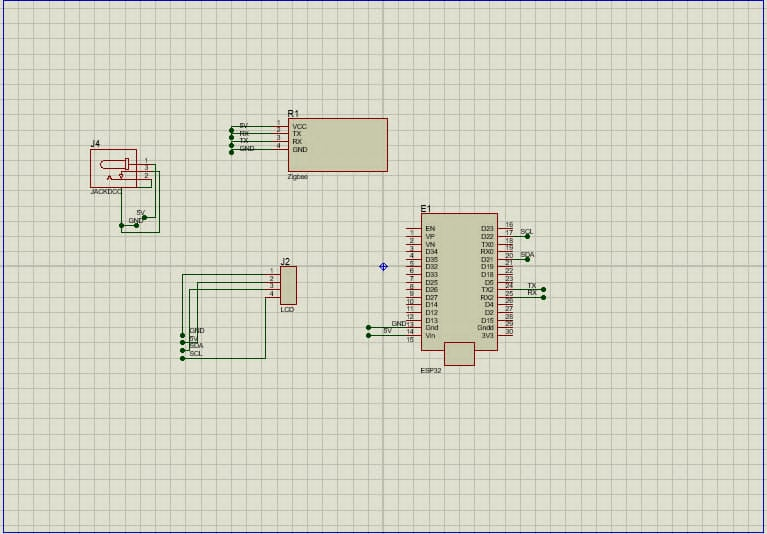 R1
5V 1 VCC
RX 2 TX
TX 3 RX
GND 4 GND
Zigbee
J4
1
3
2
JACKDCC
5V
GND
J2
1
2
3
4
LCD
GND
5V
SDA
SCL
E1
EN D23 16
1 VP D22 17 SCL
2 VN TX0 18
3 D34 RX0 19
4 D35 D21 20 SDA
5 D32 D19 21
6 D33 D18 22
7 D25 D5 23
8 D26 TX2 24 TX
9 D27 RX2 25 RX
10 D14 D4 26
11 D12 D2 27
12 D13 D15 28
GND 13 Gnd Gndd 29
5V 14 Vin 3V3 30
15
ESP32